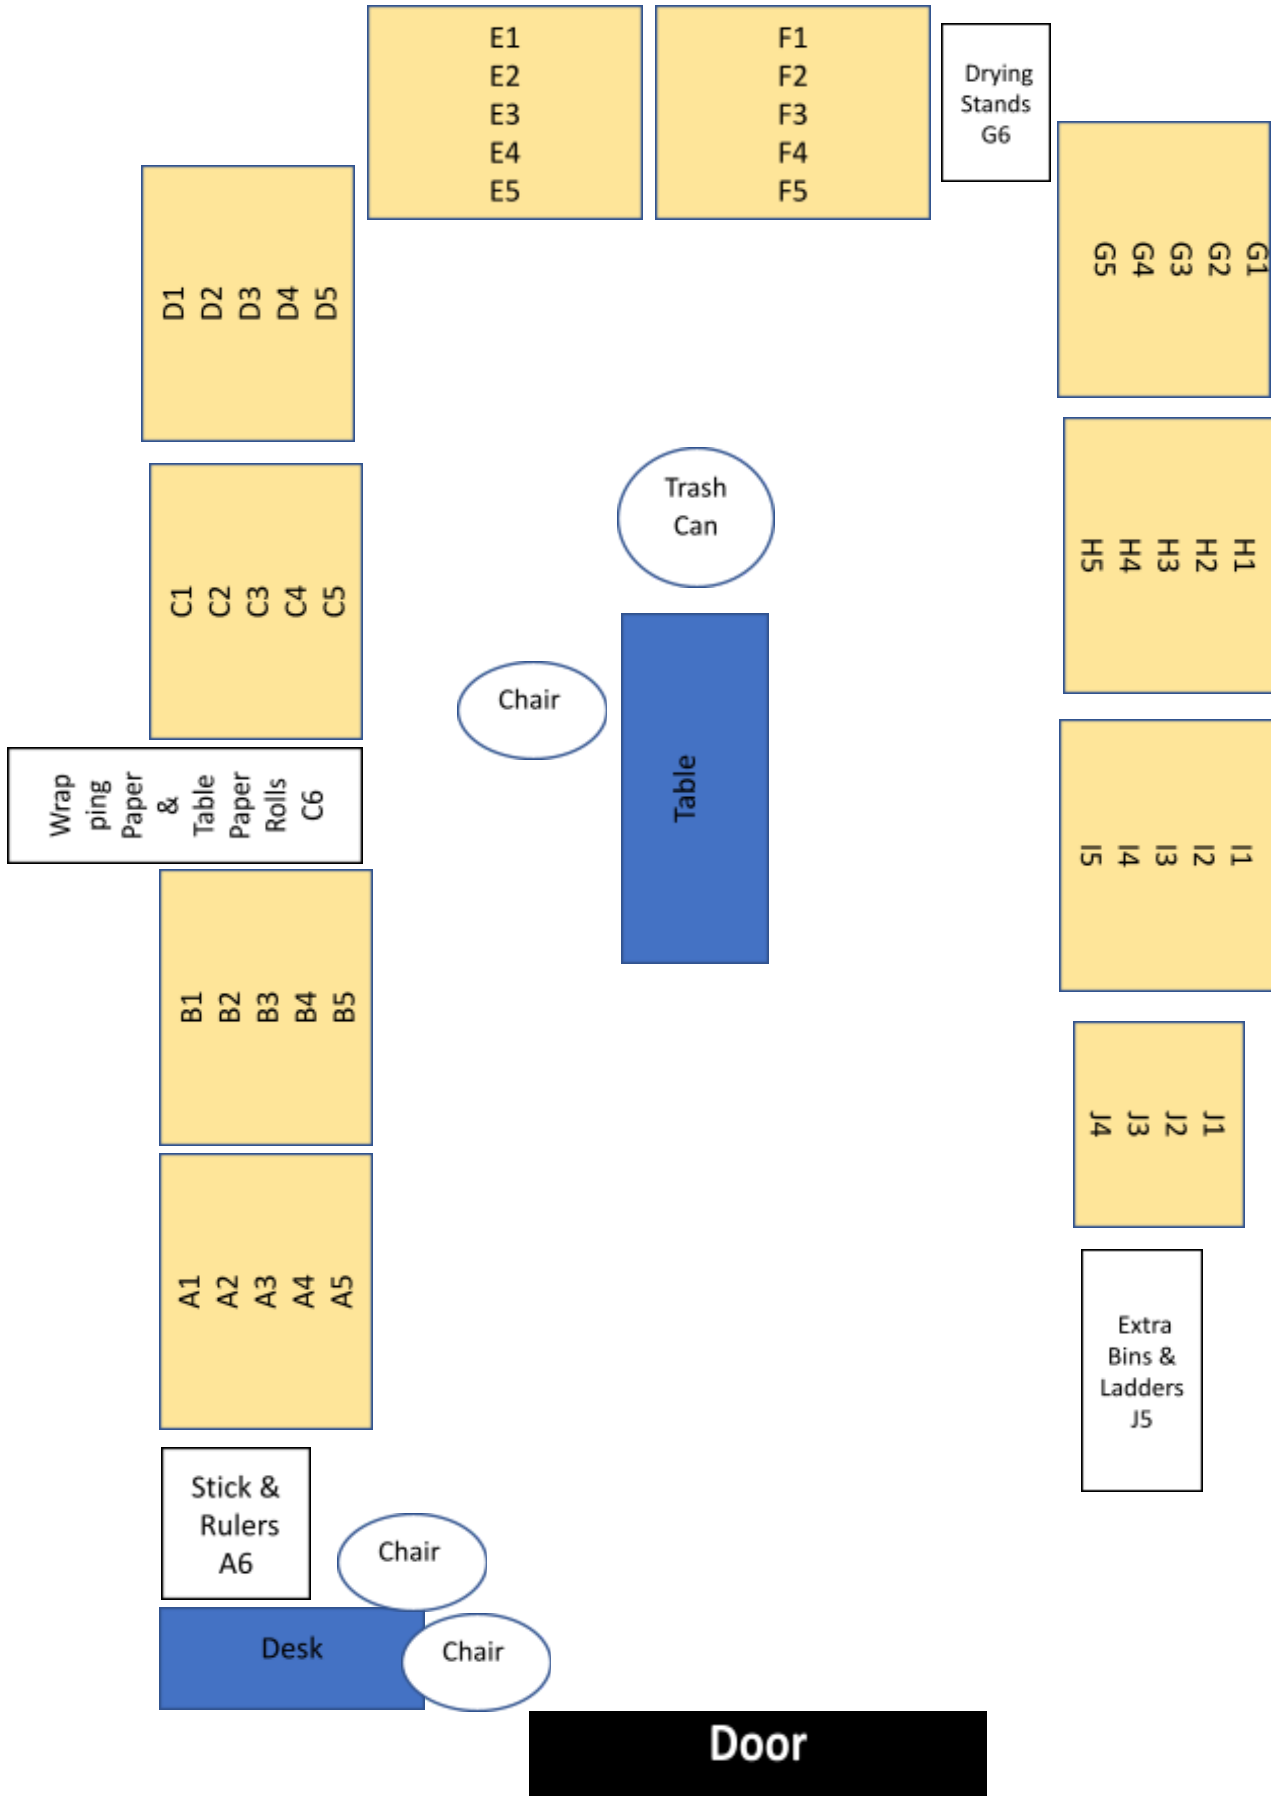 E1
E2
E3
E4
E5
F1
F2
F3
F4
F5
Drying
Stands
G6
D1
D2
D3
D4
D5
G1
G2
G3
G4
G5
C1
C2
C3
C4
C5
Trash
Can
H1
H2
H3
H4
H5
Chair
Table
Wrap
ping
Paper
&
Table
Paper
Rolls
C6
I1
I2
I3
I4
I5
B1
B2
B3
B4
B5
J1
J2
J3
J4
A1
A2
A3
A4
A5
Extra
Bins &
Ladders
J5
Stick &
Rulers
A6
Chair
Desk
Chair
Door